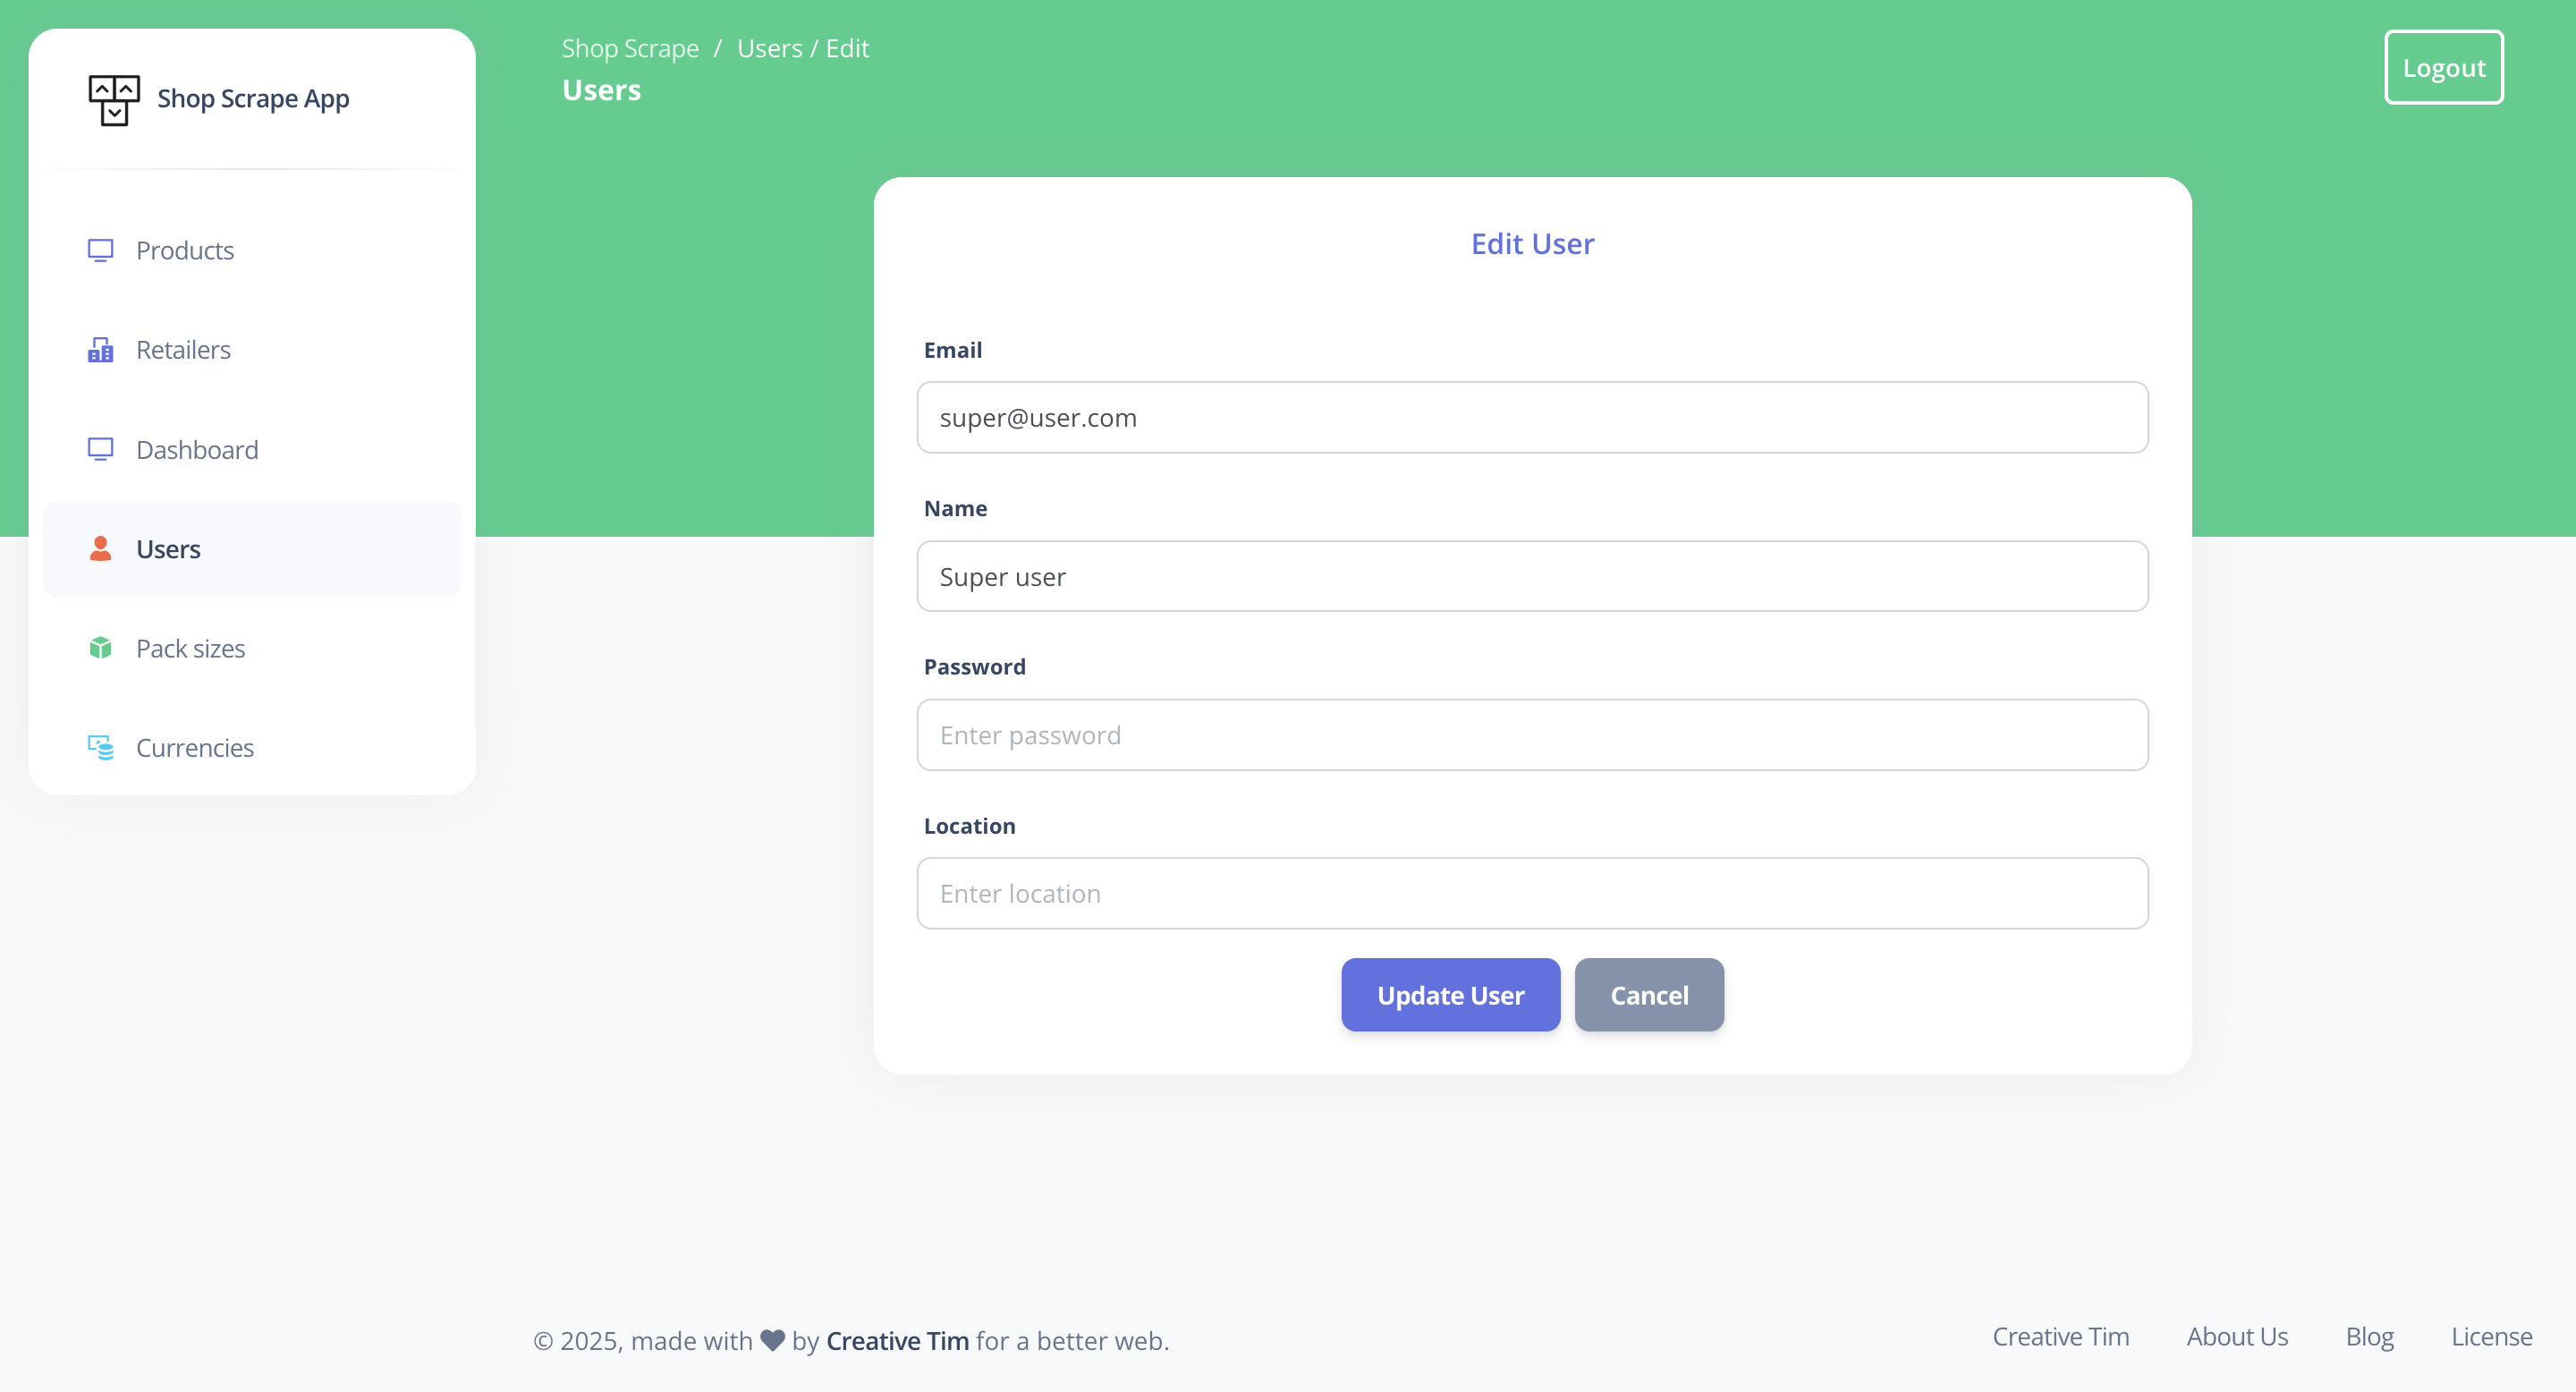 Shop Scrape App
Products
Retailers
Dashboard
Users
Pack sizes
Currencies
Shop Scrape / Users / Edit
Users
Logout
Edit User
Email
super@user.com
Name
Super user
Password
Enter password
Location
Enter location
Update User Cancel
© 2025, made with by Creative Tim for a better web.
Creative Tim About Us Blog License